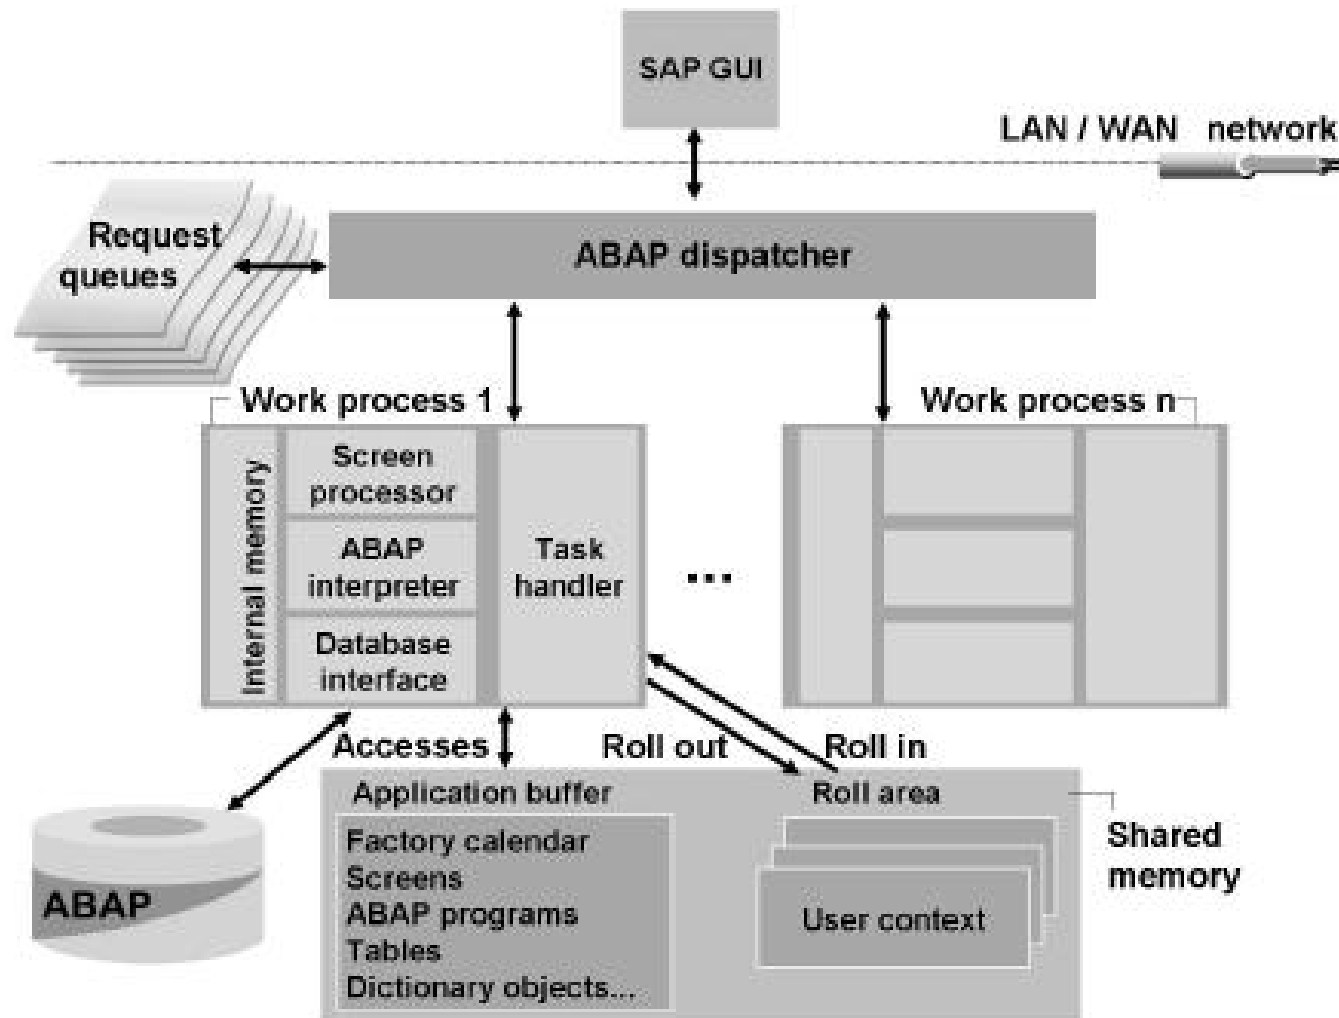 SAP GUI
LAN / WAN network
Request
queues
ABAP dispatcher
Work process 1
Work process n
Internal memory
Screen
processor
ABAP
interpreter
Database
interface
Task
handler
...
Accesses
Roll out
Roll in
Application buffer
Roll area
Factory calendar
Screens
ABAP programs
Tables
Dictionary objects...
User context
Shared
memory
ABAP